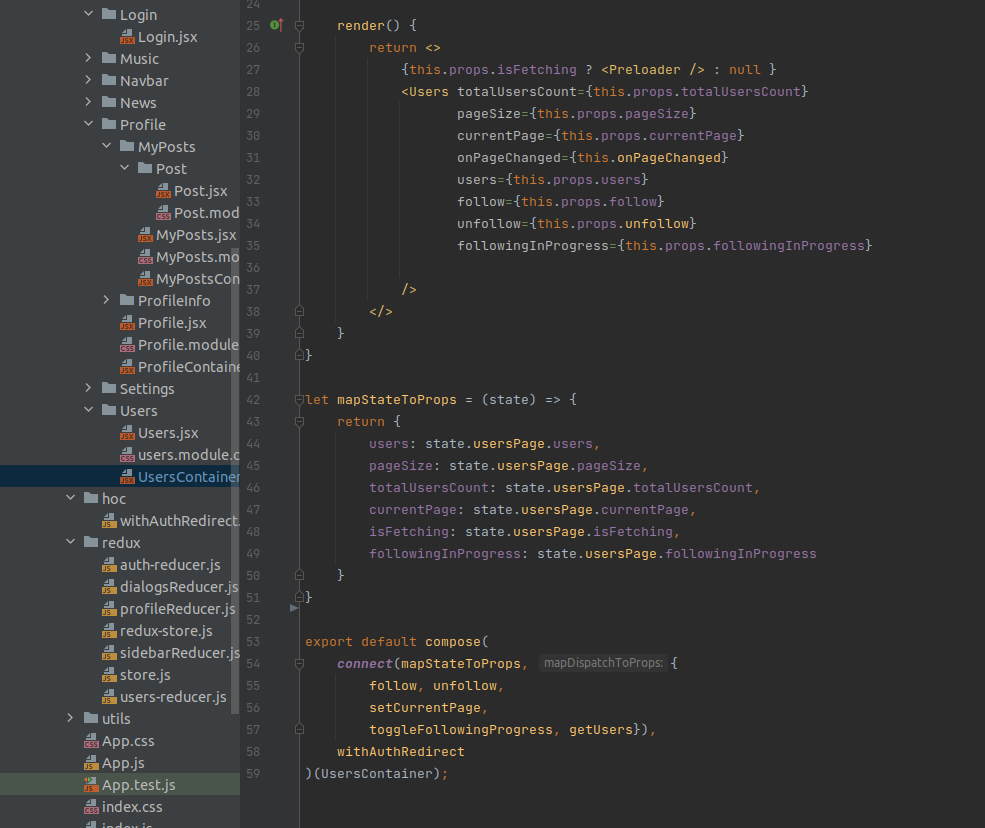 Login
Login.jsx
Music
Navbar
News
Profile
MyPosts
Post
Post.jsx
Post.mod
MyPosts.jsx
MyPosts.mo
MyPostsCon
ProfileInfo
Profile.jsx
Profile.module
ProfileContaine
Settings
Users
Users.jsx
users.module.c
UsersContainer
hoc
withAuthRedirect.
redux
auth-reducer.js
dialogsReducer.js
profileReducer.js
redux-store.js
sidebarReducer.js
store.js
users-reducer.js
utils
App.css
App.js
App.test.js
index.css
index.js
24
25 render() {
26 return <>
27 {this.props.isFetching ? <Preloader /> : null }
28 <Users totalUsersCount={this.props.totalUsersCount}
29 pageSize={this.props.pageSize}
30 currentPage={this.props.currentPage}
31 onPageChanged={this.onPageChanged}
32 users={this.props.users}
33 follow={this.props.follow}
34 unfollow={this.props.unfollow}
35 followingInProgress={this.props.followingInProgress}
36
37 />
38 </>
39 }
40 }
41
42 let mapStateToProps = (state) => {
43 return {
44 users: state.usersPage.users,
45 pageSize: state.usersPage.pageSize,
46 totalUsersCount: state.usersPage.totalUsersCount,
47 currentPage: state.usersPage.currentPage,
48 isFetching: state.usersPage.isFetching,
49 followingInProgress: state.usersPage.followingInProgress
50 }
51 }
52
53 export default compose(
54 connect(mapStateToProps, mapDispatchToProps: {
55 follow, unfollow,
56 setCurrentPage,
57 toggleFollowingProgress, getUsers}),
58 withAuthRedirect
59 )(UsersContainer);